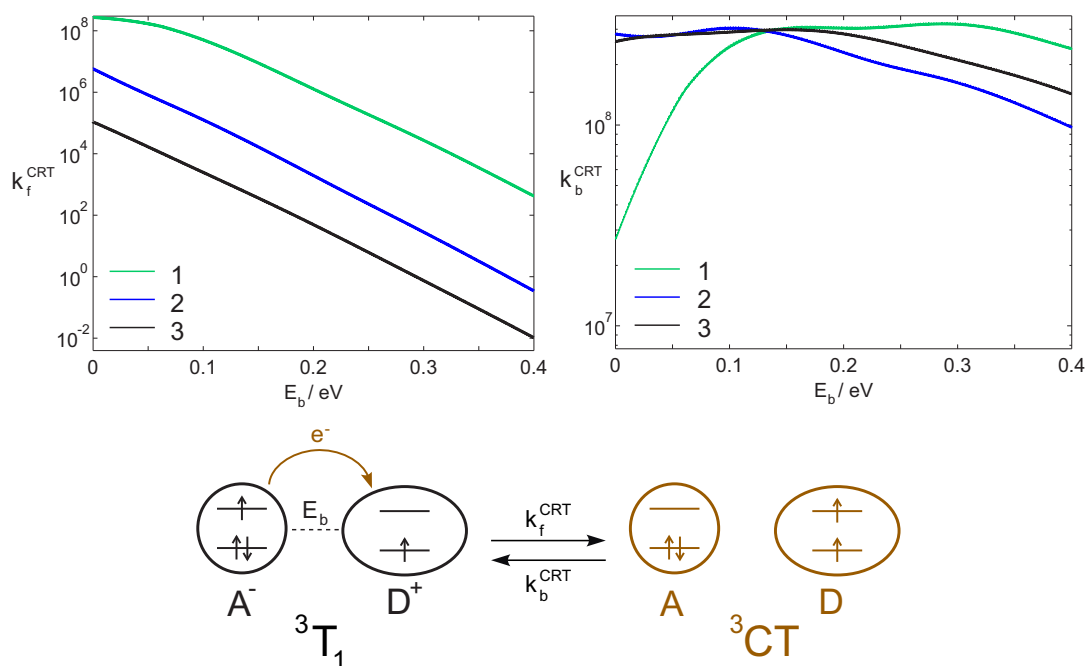 10^8
10^6
10^4
10^2
10^0
10^-2
k_f^CRT
1
2
3
0 0.1 0.2 0.3 0.4
E_b / eV
10^8
10^7
k_b^CRT
1
2
3
0 0.1 0.2 0.3 0.4
E_b / eV
e^-
E_b
k_f^CRT
k_b^CRT
A^- D^+ A D
^3T_1 ^3CT